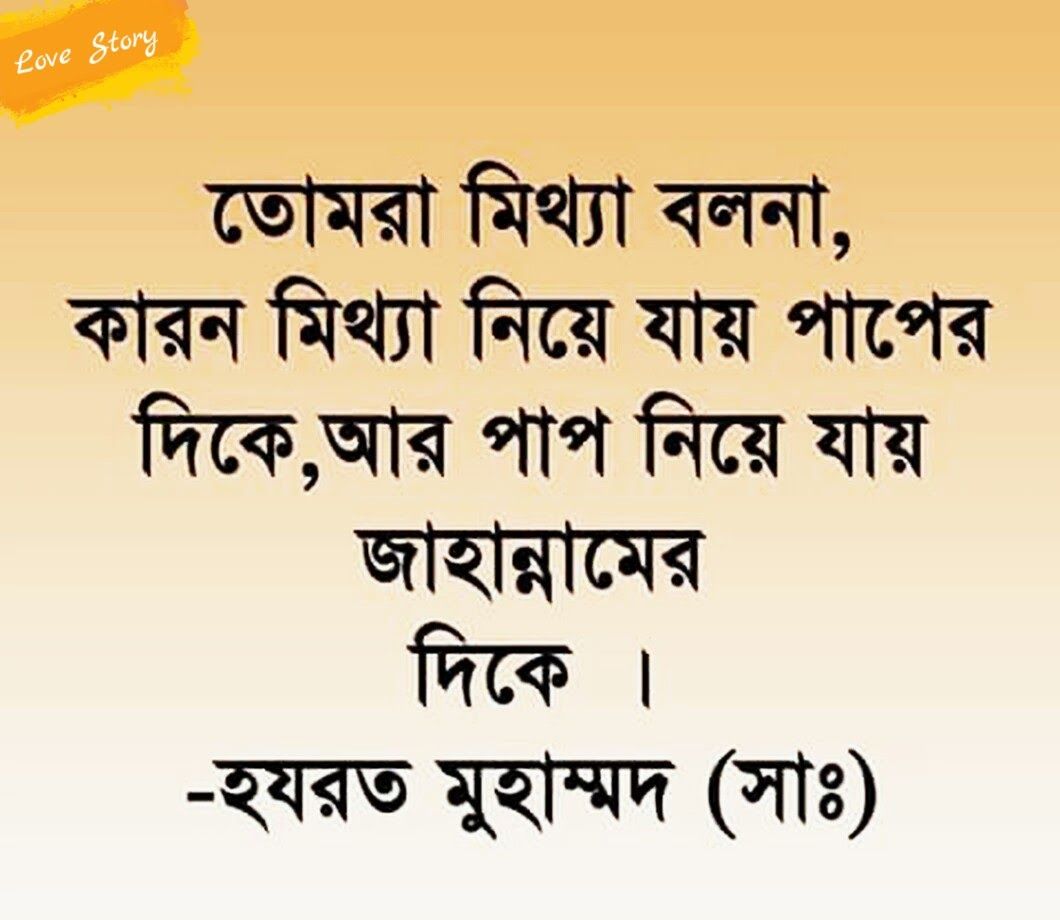 Love Story
তোমরা মিথ্যা বলনা,
কারন মিথ্যা নিয়ে যায় পাপের
দিকে,আর পাপ নিয়ে যায়
জাহান্নামের
দিকে ।
-হযরত মুহাম্মদ (সাঃ)